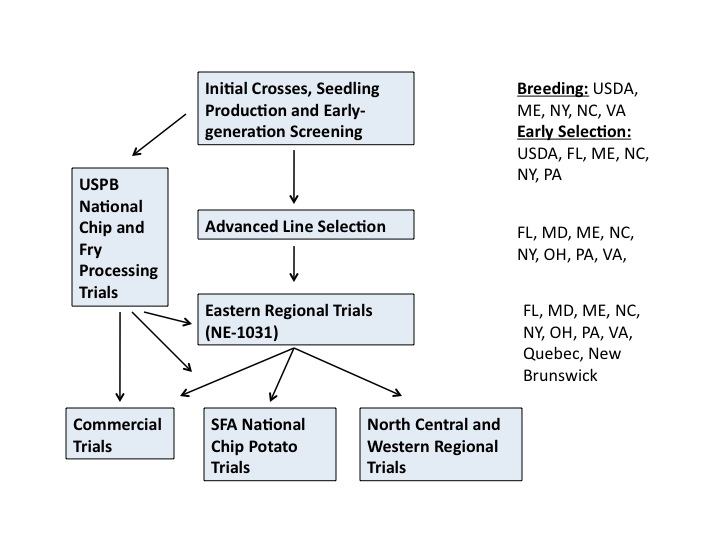 Initial Crosses, Seedling
Production and Early-
generation Screening
Breeding: USDA,
ME, NY, NC, VA
Early Selection:
USDA, FL, ME, NC,
NY, PA
USPB
National
Chip and
Fry
Processing
Trials
Advanced Line Selection
FL, MD, ME, NC,
NY, OH, PA, VA,
Eastern Regional Trials
(NE-1031)
FL, MD, ME, NC,
NY, OH, PA, VA,
Quebec, New
Brunswick
Commercial
Trials
SFA National
Chip Potato
Trials
North Central and
Western Regional
Trials